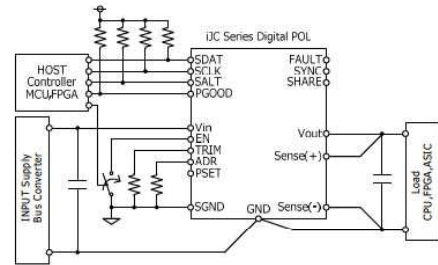 iJC Series Digital POL
HOST
Controller
MCU,FPGA
SDAT
SCLK
SALT
PGOOD
FAULT
SYNC
SHARE
INPUT Supply
Bus Converter
Vin
EN
TRIM
ADR
PSET
SGND
GND
Vout
Sense(+)
Sense(-)
Load
CPU,FPGA,ASIC